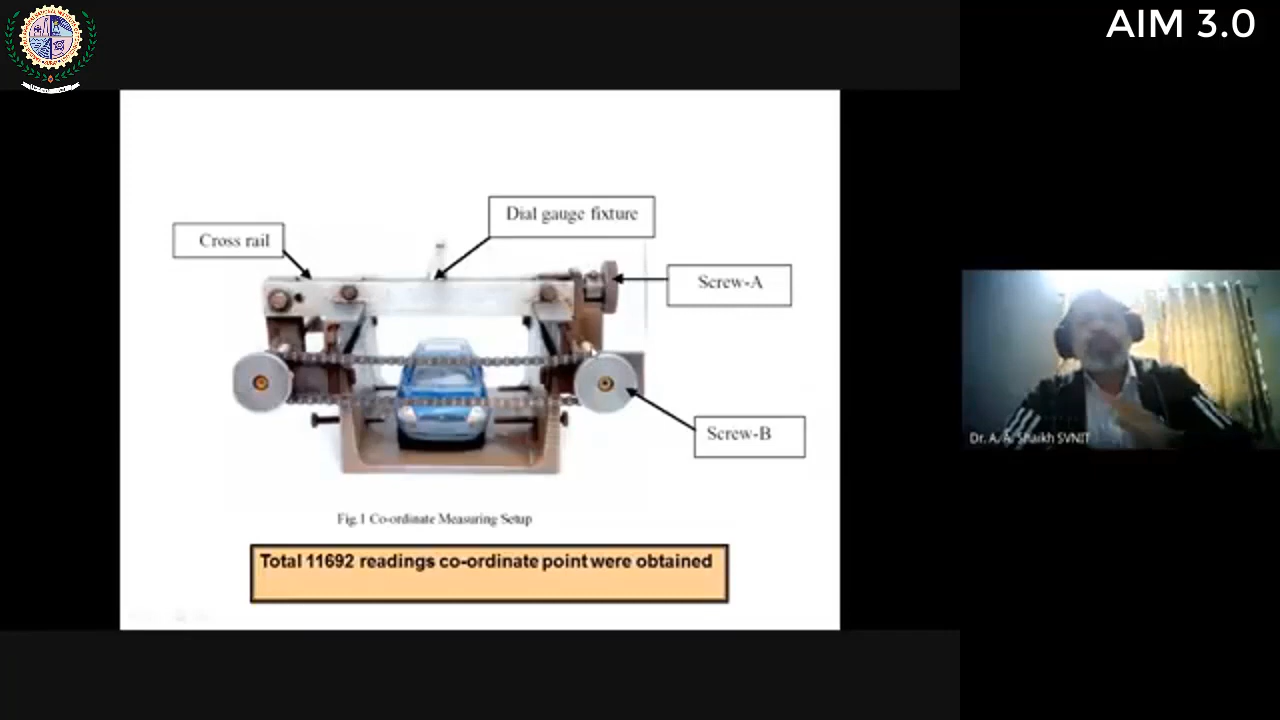 AIM 3.0
Dial gauge fixture
Cross rail
Screw-A
Screw-B
Fig.1 Co-ordinate Measuring Setup
Total 11692 readings co-ordinate point were obtained
Dr. A. A. Shaikh SVNIT